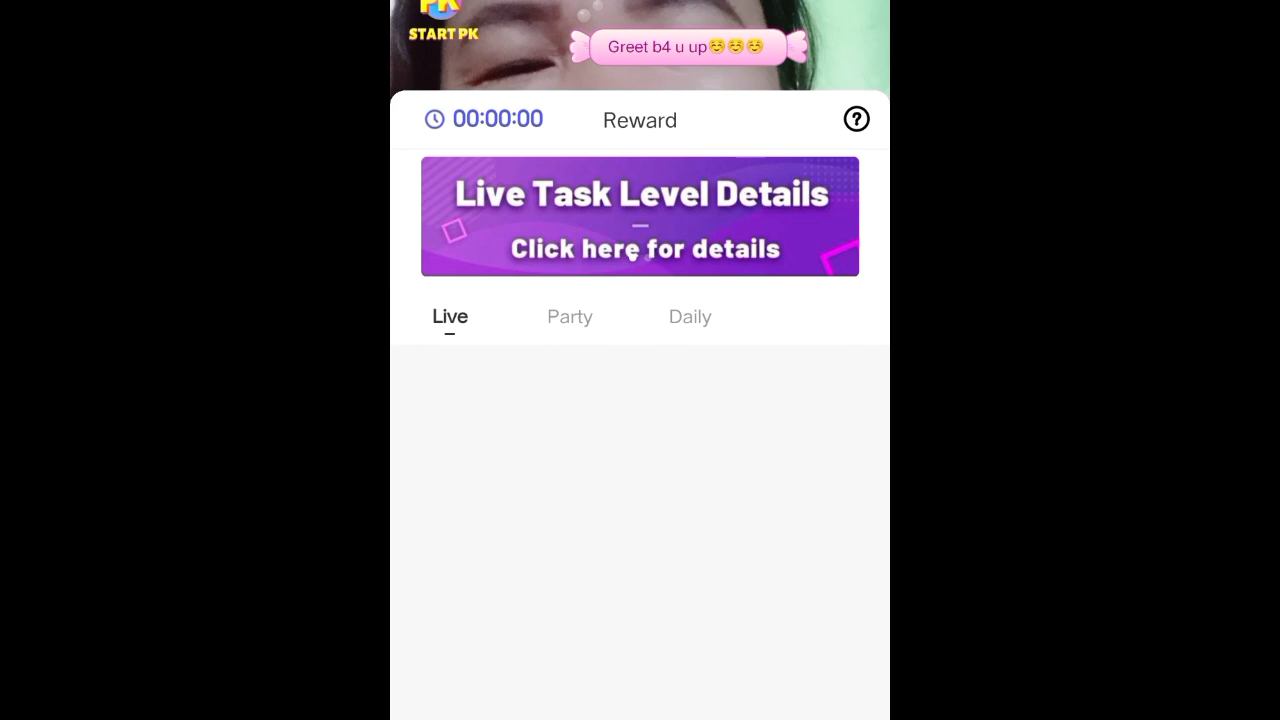 PK
START PK
Greet b4 u up☺️☺️☺️
00:00:00
Reward
?
Live Task Level Details
Click here for details
Live
Party
Daily